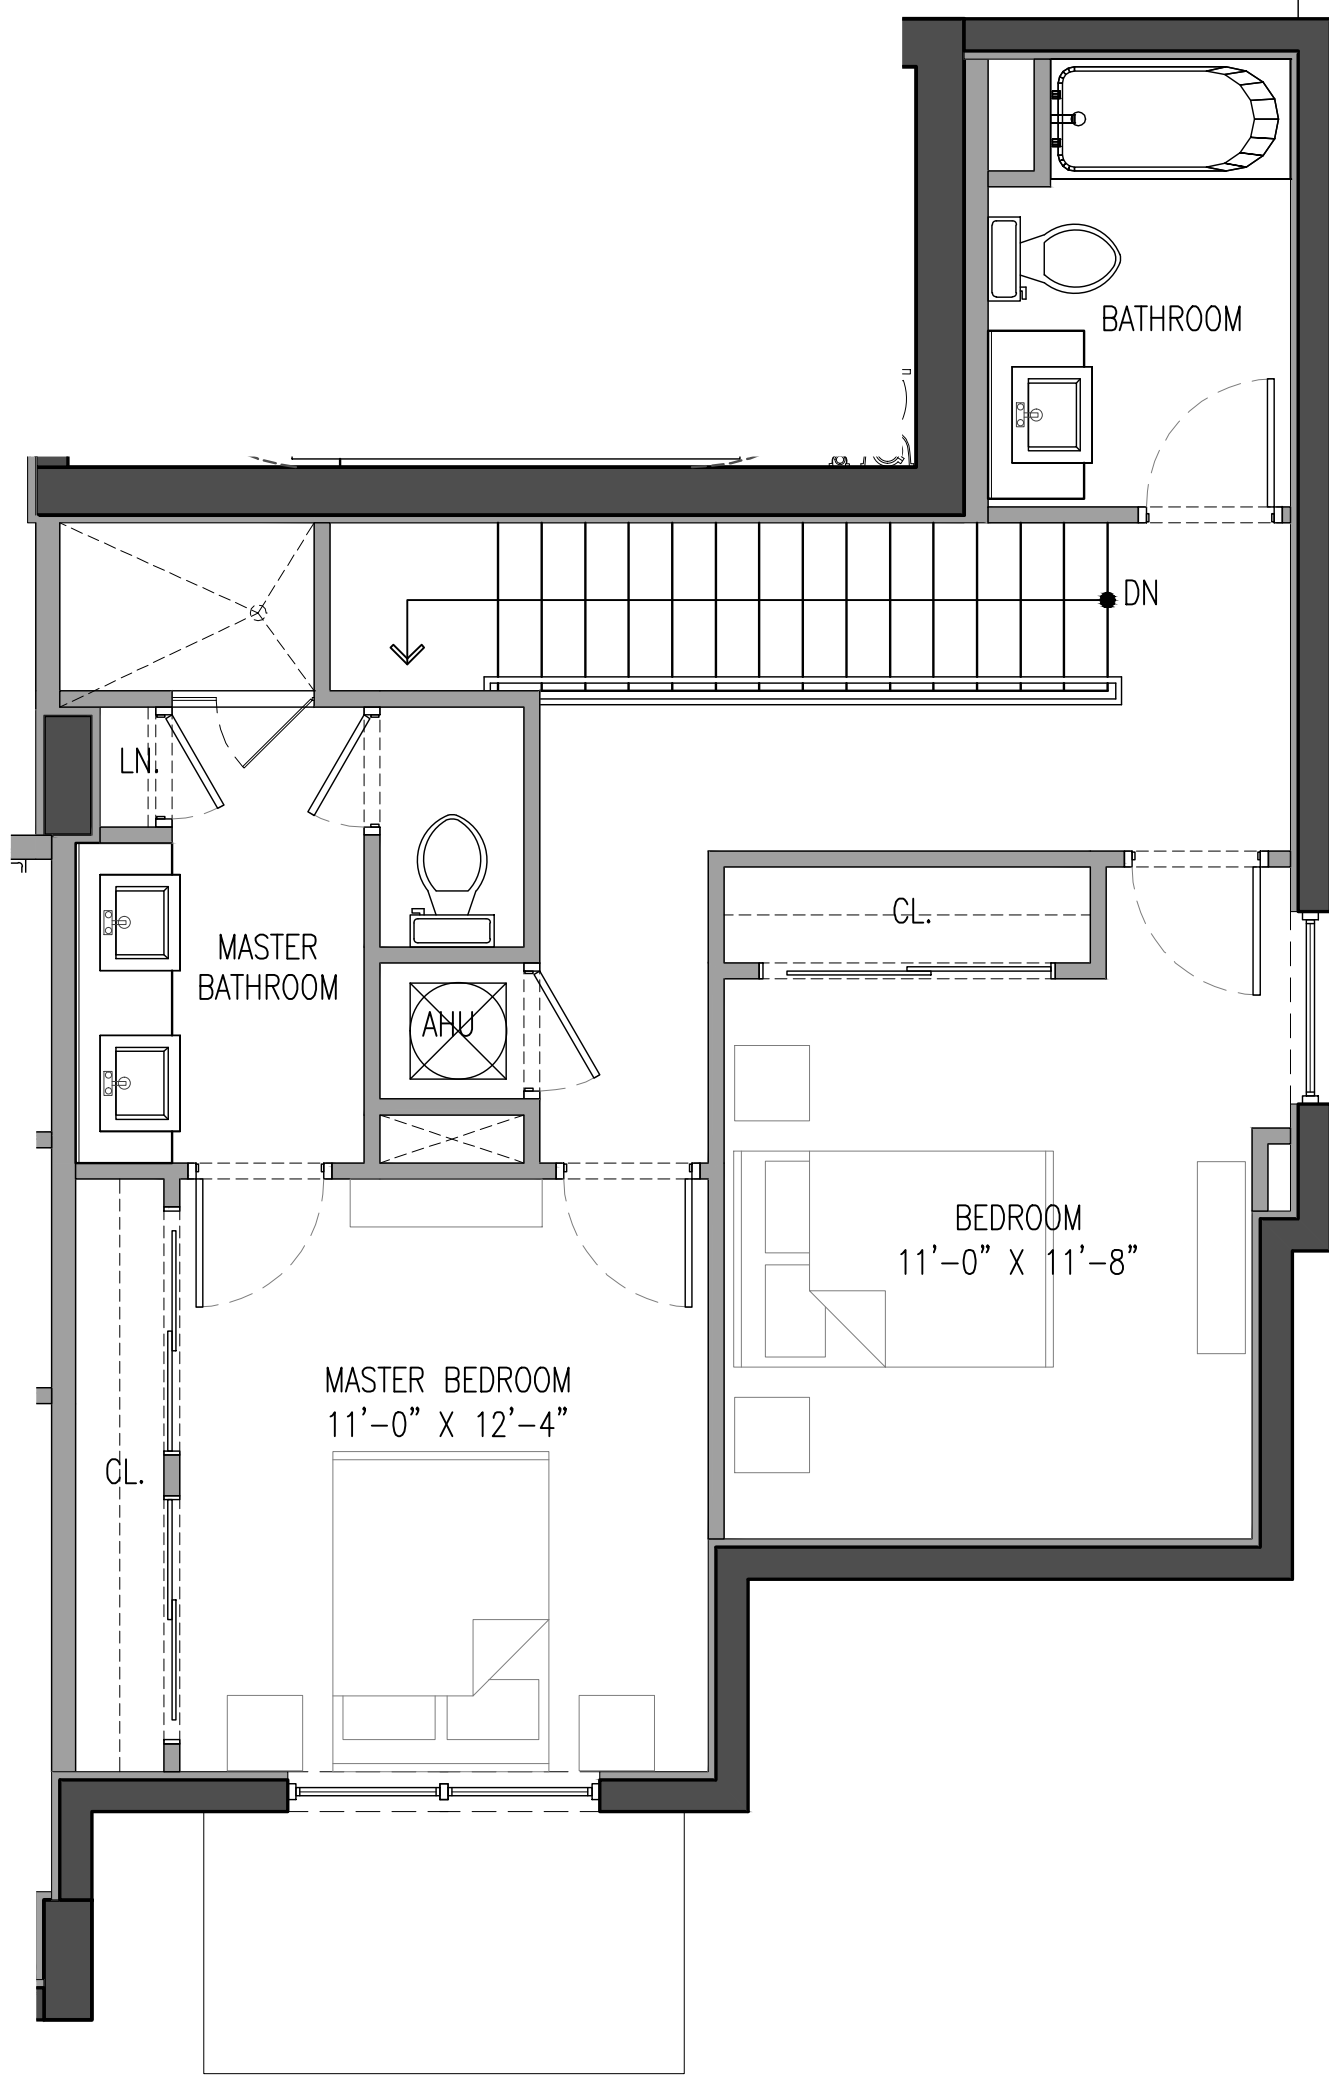 BATHROOM
DN
LN.
CL.
MASTER
BATHROOM
AHU
BEDROOM
11'-0" X 11'-8"
MASTER BEDROOM
11'-0" X 12'-4"
CL.